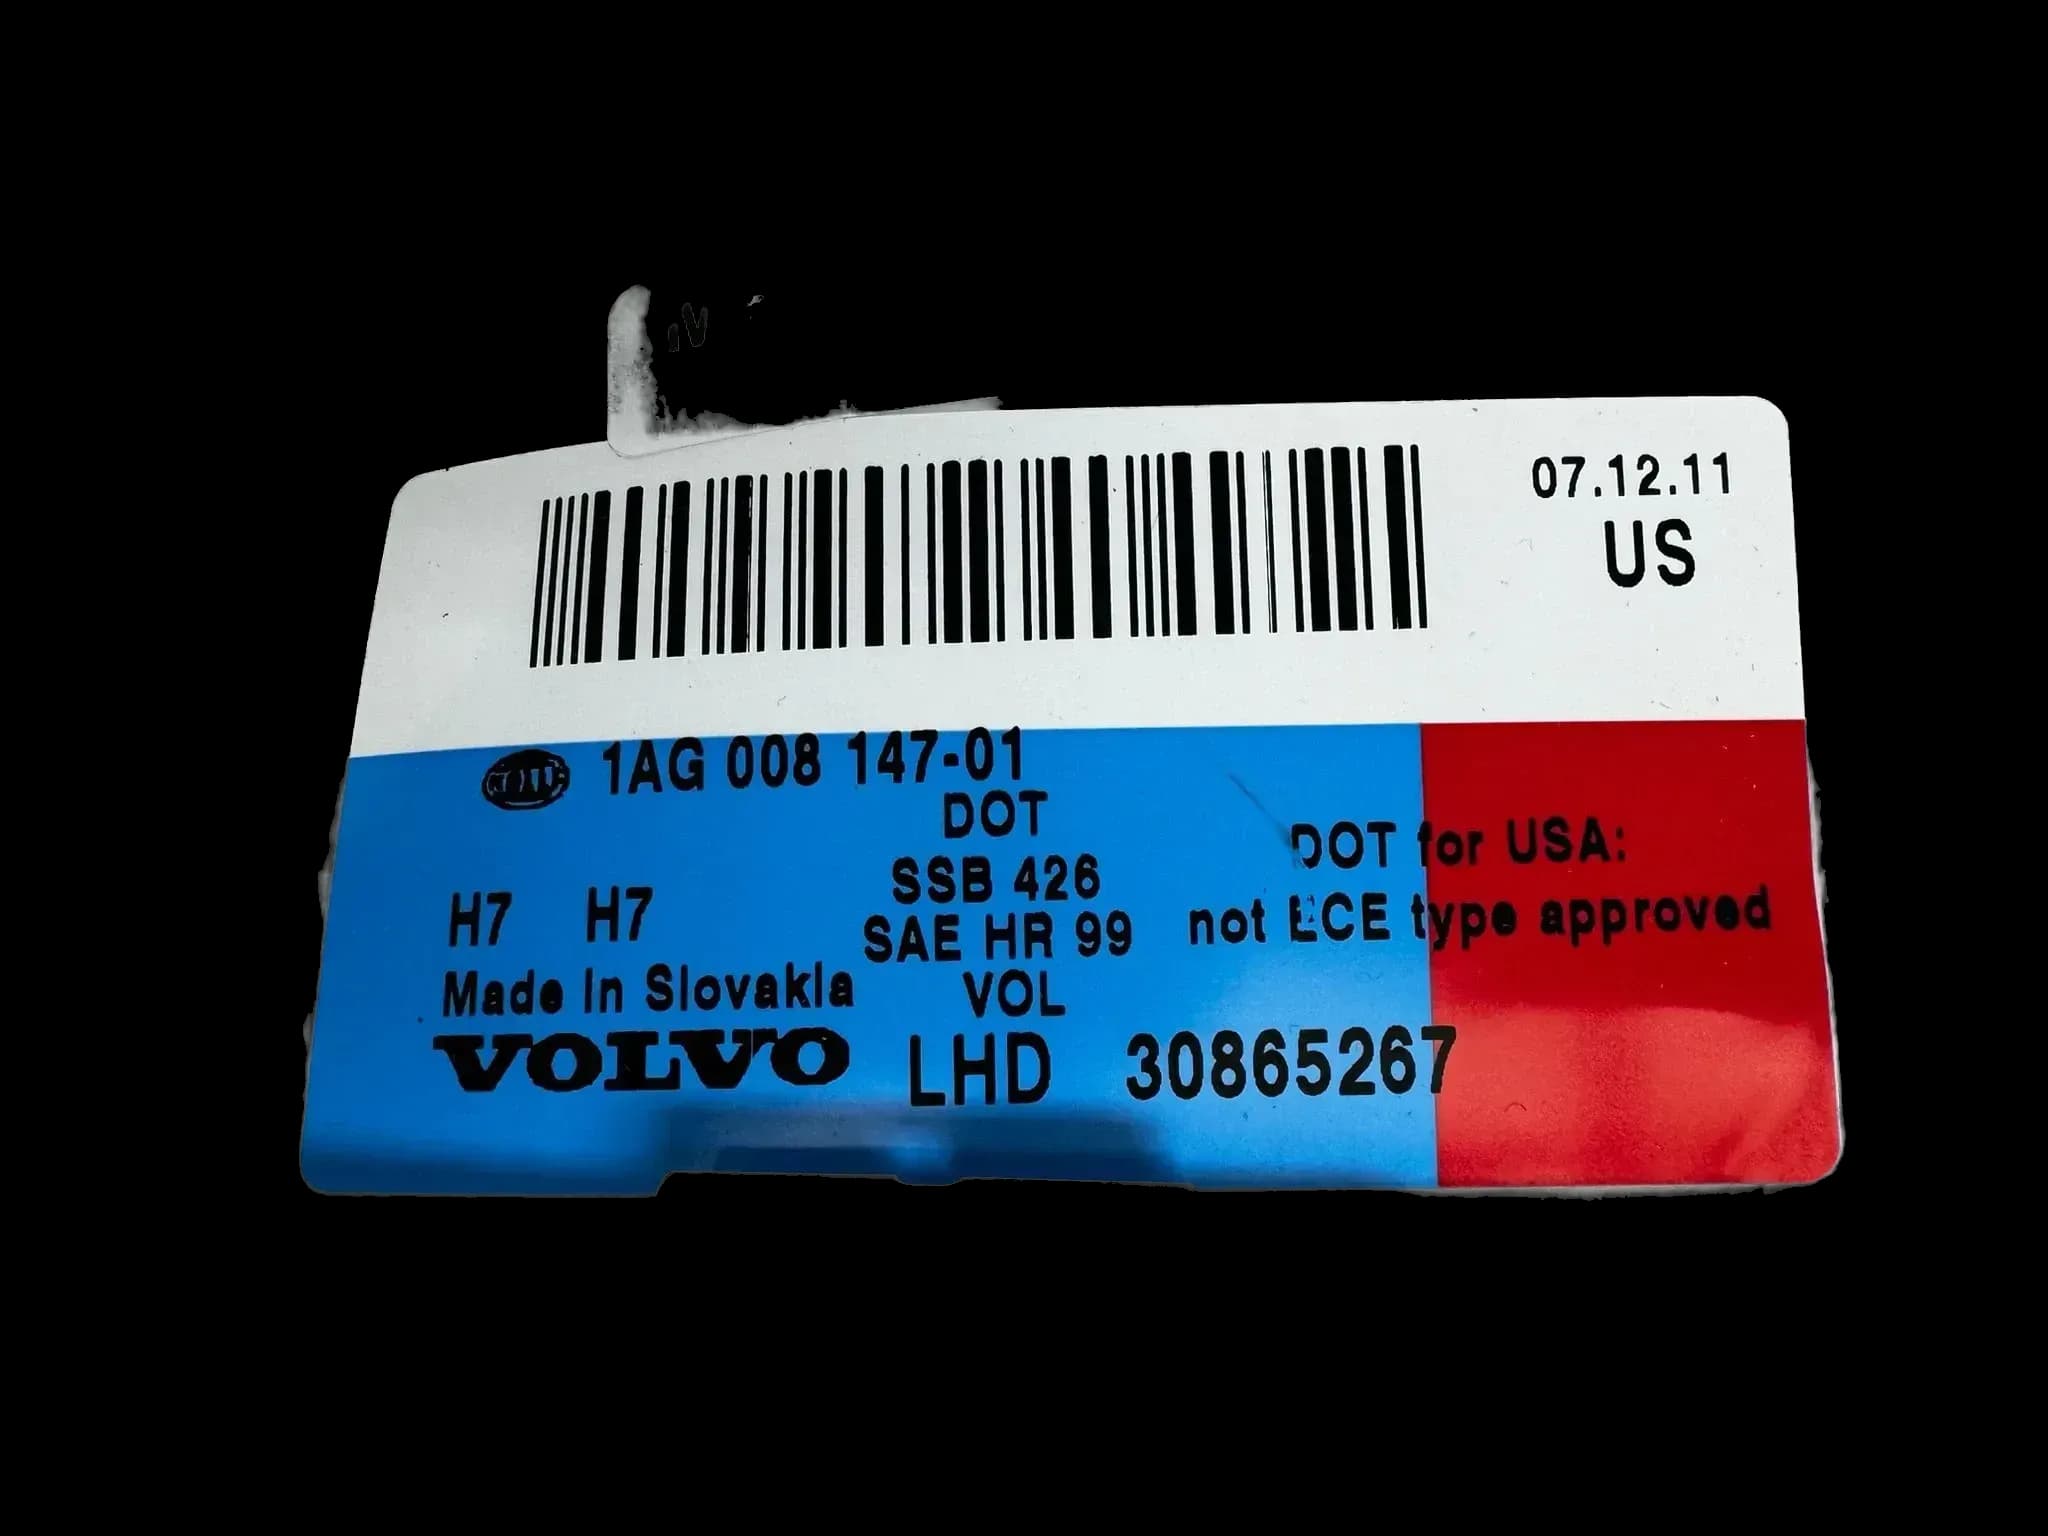 07.12.11
US
HELLA 1AG 008 147-01
DOT
DOT for USA:
SSB 426
H7 H7
SAE HR 99 not ECE type approved
Made in Slovakia
VOL
VOLVO LHD 30865267